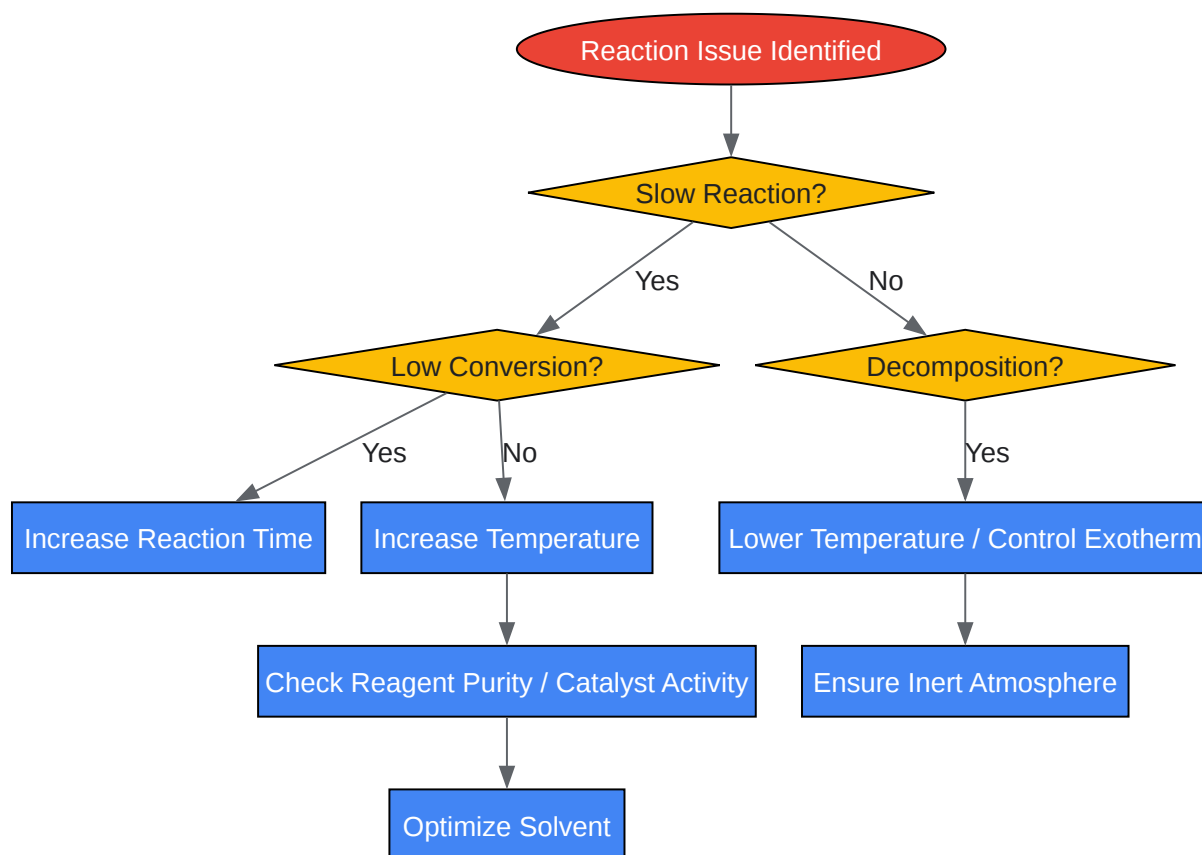 Reaction Issue Identified
Slow Reaction?
Yes
No
Low Conversion?
Decomposition?
Yes
No
Yes
Increase Reaction Time
Increase Temperature
Lower Temperature / Control Exotherm
Check Reagent Purity / Catalyst Activity
Ensure Inert Atmosphere
Optimize Solvent